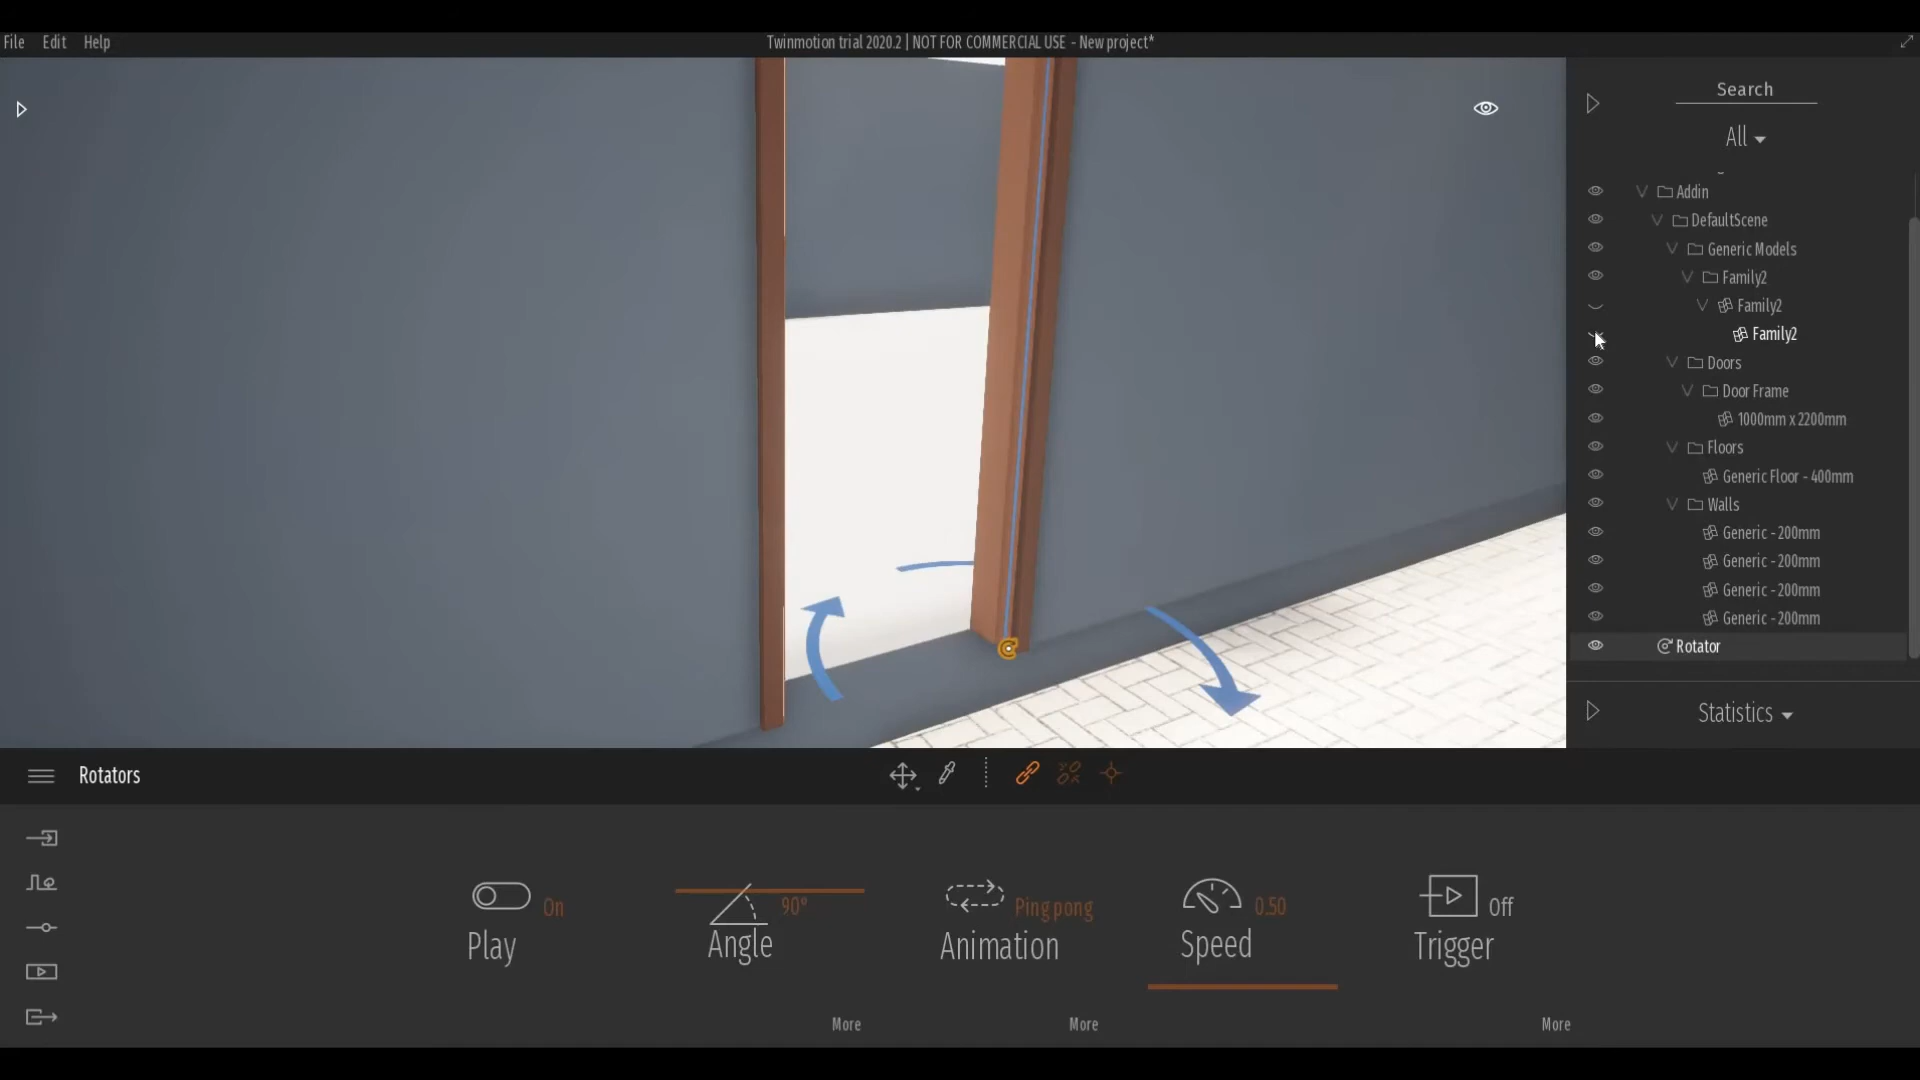 File Edit Help
Twinmotion trial 2020.2 | NOT FOR COMMERCIAL USE - New project*
Search
All
Addin
DefaultScene
Generic Models
Family2
Family2
Family2
Doors
Door Frame
1000mm x 2200mm
Floors
Generic Floor - 400mm
Walls
Generic - 200mm
Generic - 200mm
Generic - 200mm
Generic - 200mm
Rotator
Statistics
Rotators
On
Play
90°
Angle
Ping pong
Animation
0.50
Speed
Off
Trigger
More
More
More